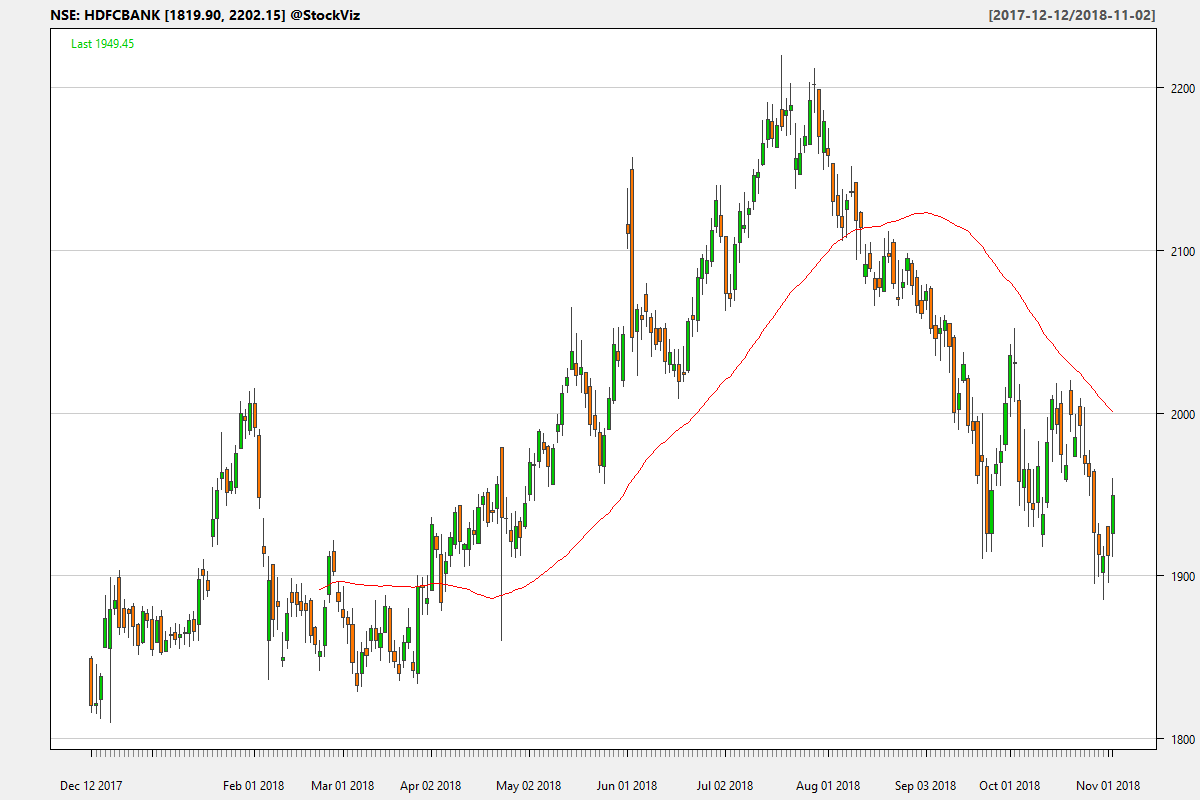 NSE: HDFCBANK [1819.90, 2202.15] @StockViz [2017-12-12/2018-11-02]
Last 1949.45
2200
2100
2000
1900
1800
Dec 12 2017 Feb 01 2018 Mar 01 2018 Apr 02 2018 May 02 2018 Jun 01 2018 Jul 02 2018 Aug 01 2018 Sep 03 2018 Oct 01 2018 Nov 01 2018